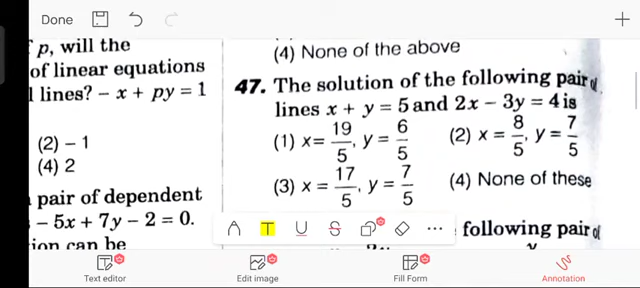 Done
p, will the
of linear equations
lines? – x + py = 1
(2) – 1
(4) 2
pair of dependent
– 5x + 7y – 2 = 0.
ion can be
(4) None of the above
47. The solution of the following pair of
lines x + y = 5 and 2x – 3y = 4 is
(1) x = 19/5, y = 6/5 (2) x = 8/5, y = 7/5
(3) x = 17/5, y = 7/5 (4) None of these
following pair of
Text editor
Edit image
Fill Form
Annotation